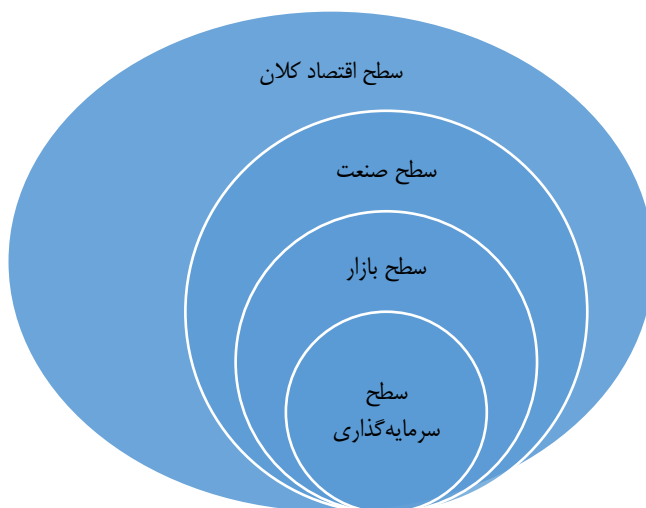 سطح اقتصاد کلان
سطح صنعت
سطح بازار
سطح
سرمایه‌گذاری